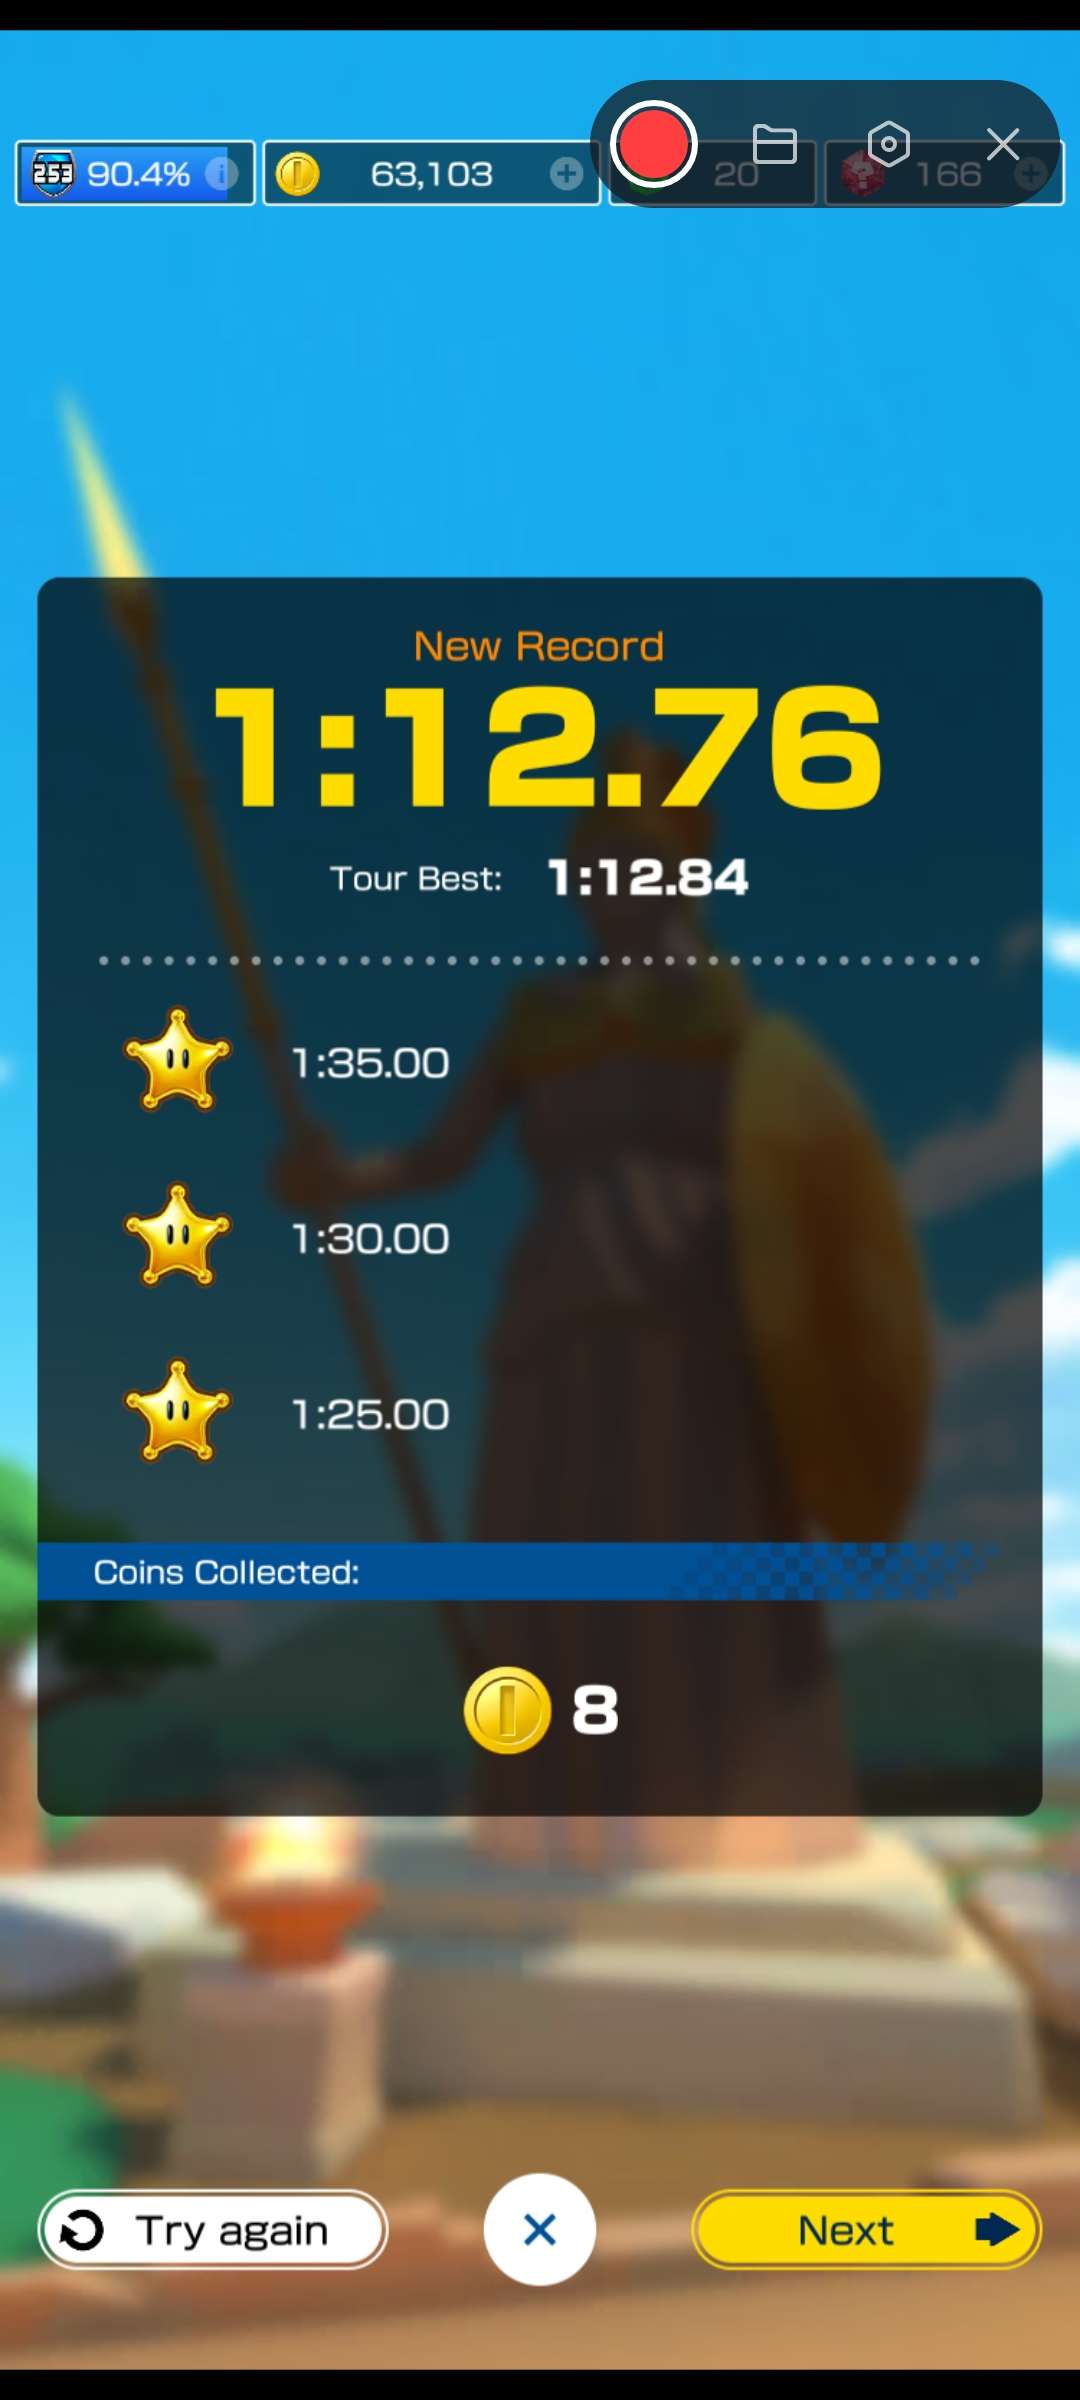 253 90.4% i 63,103 + 20 166 +
New Record
1:12.76
Tour Best: 1:12.84
1:35.00
1:30.00
1:25.00
Coins Collected:
8
Try again × Next